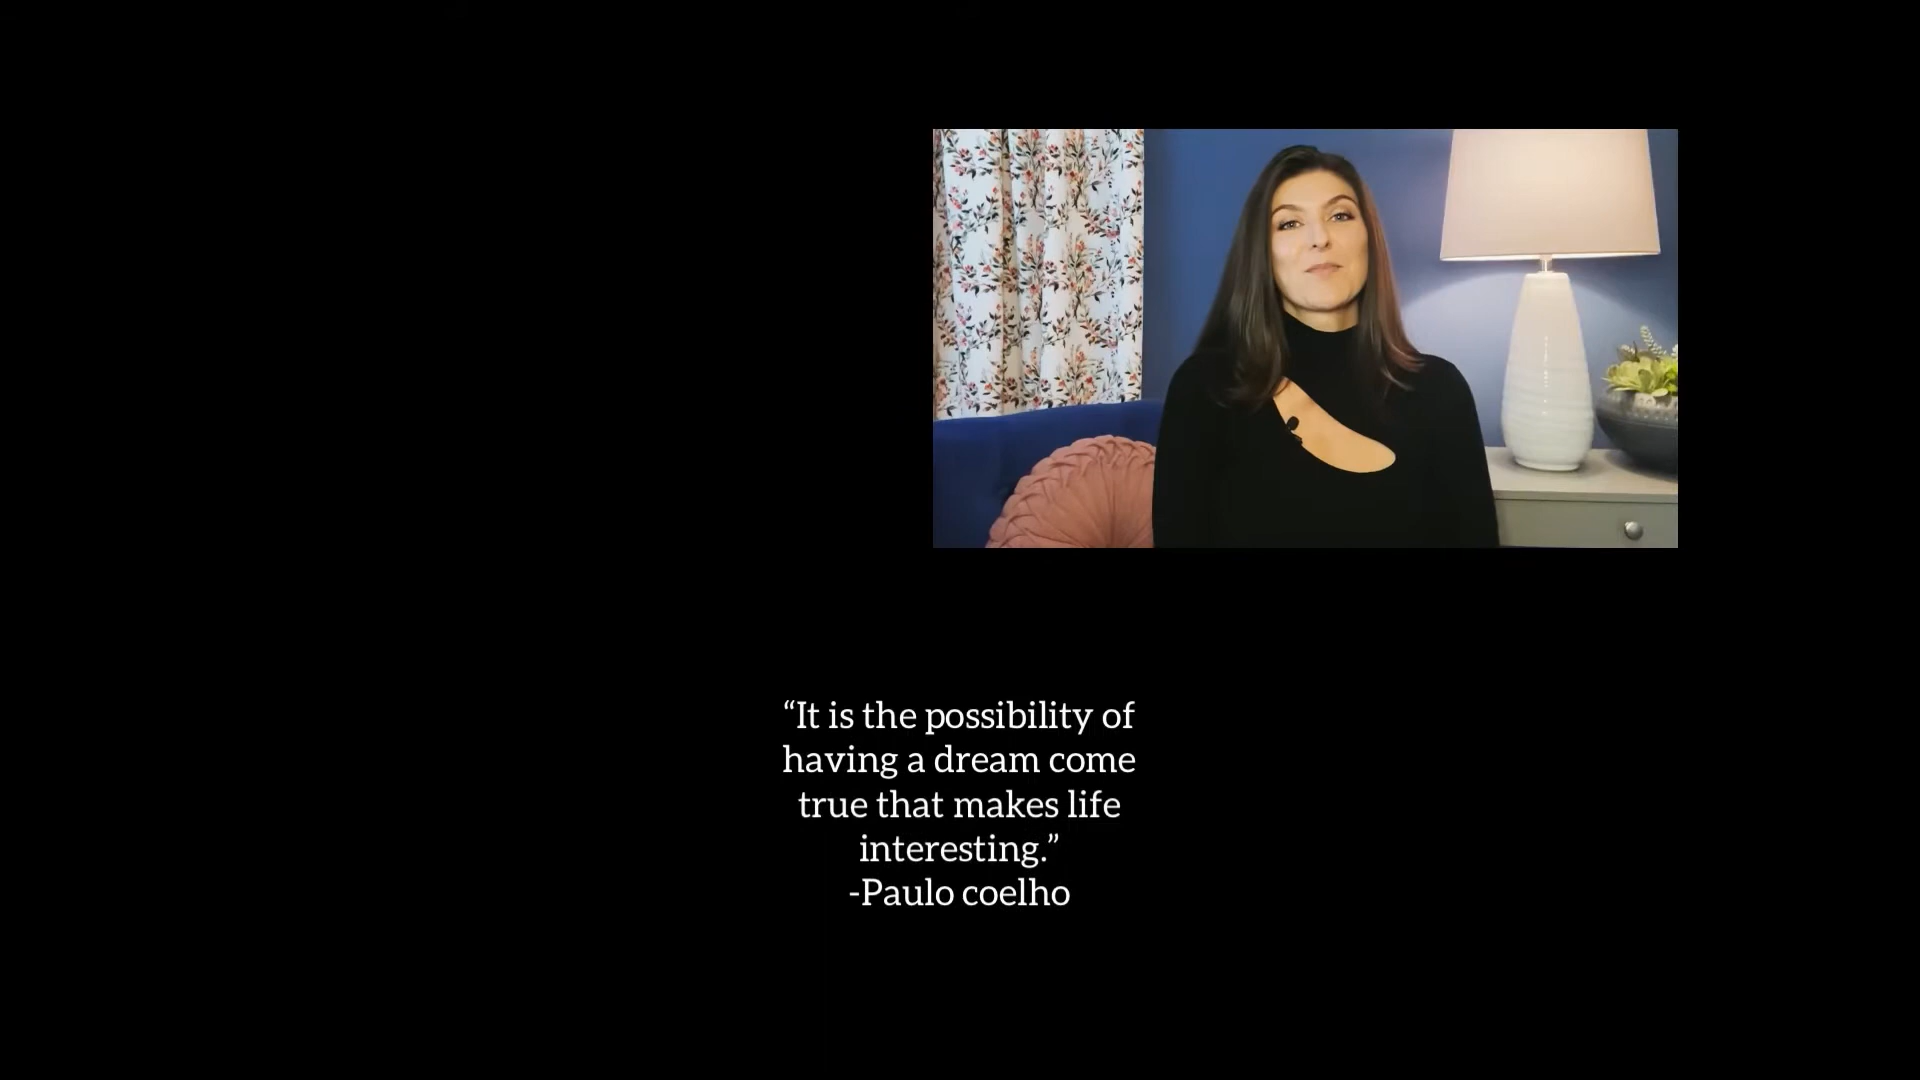 “It is the possibility of
having a dream come
true that makes life
interesting.”
-Paulo coelho